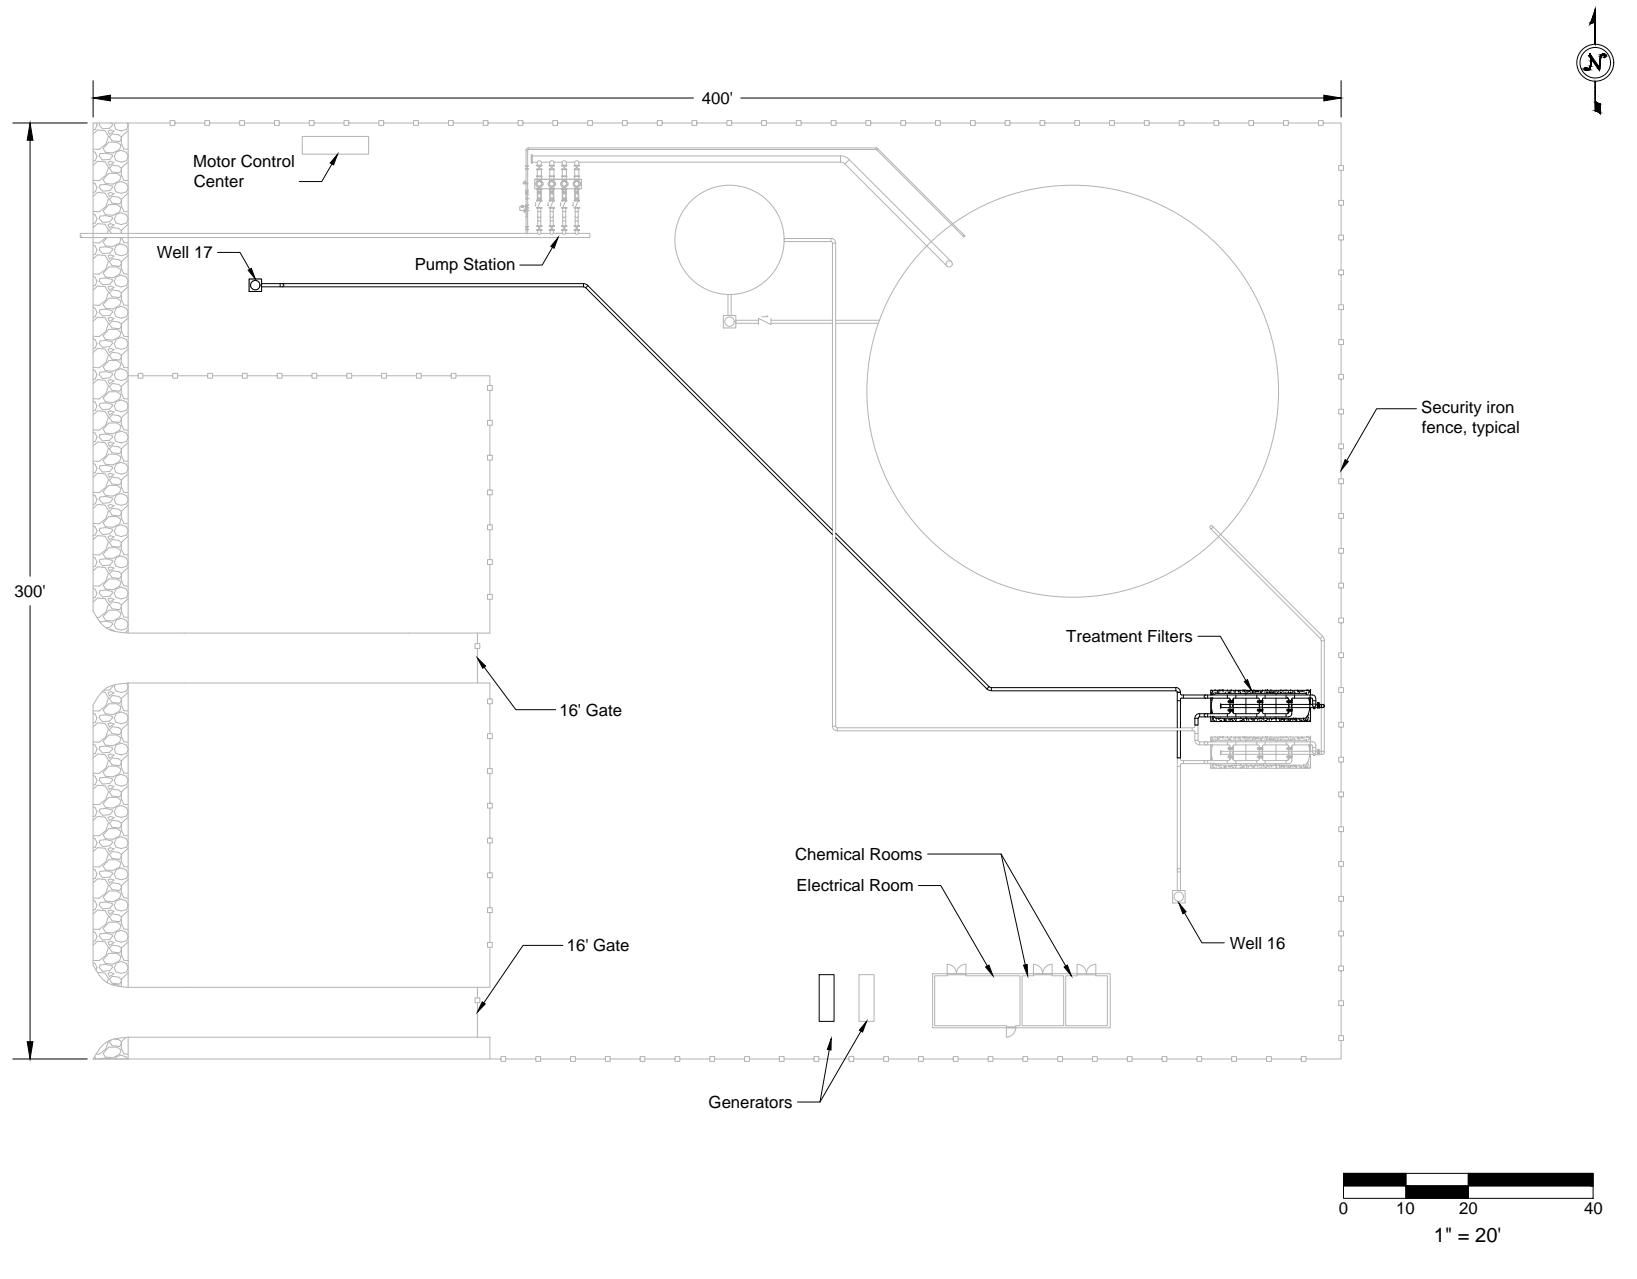 N
400'
Motor Control
Center
Well 17
Pump Station
Security iron
fence, typical
300'
Treatment Filters
16' Gate
Chemical Rooms
Electrical Room
16' Gate
Well 16
Generators
0 10 20 40
1" = 20'